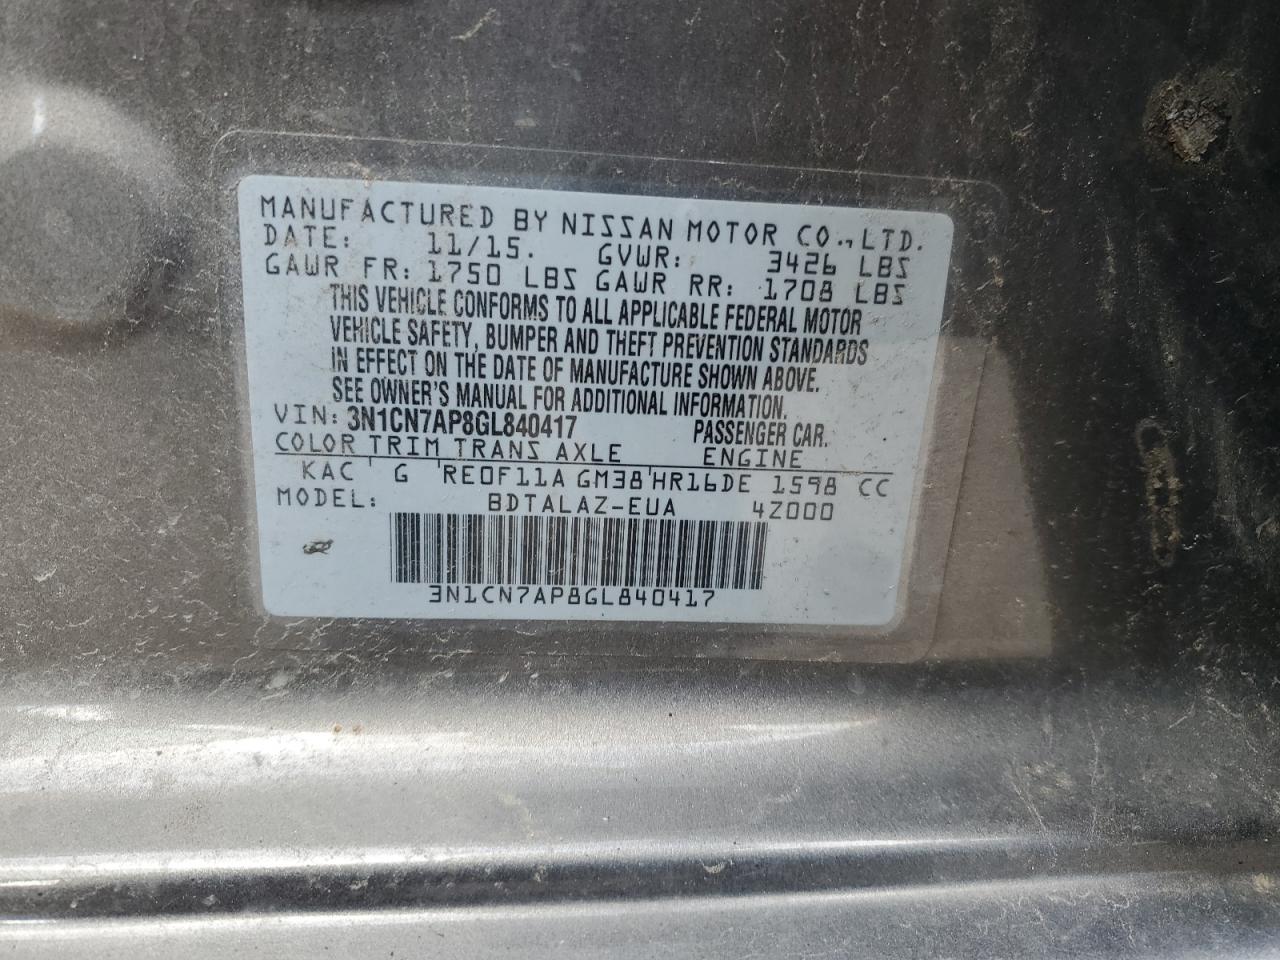 MANUFACTURED BY NISSAN MOTOR CO., LTD.
DATE: 11/15. GVWR: 3426 LBS
GAWR FR: 1750 LBS GAWR RR: 1708 LBS
THIS VEHICLE CONFORMS TO ALL APPLICABLE FEDERAL MOTOR
VEHICLE SAFETY, BUMPER AND THEFT PREVENTION STANDARDS
IN EFFECT ON THE DATE OF MANUFACTURE SHOWN ABOVE.
SEE OWNER'S MANUAL FOR ADDITIONAL INFORMATION.
VIN: 3N1CN7AP8GL840417 PASSENGER CAR.
COLOR TRIM TRANS AXLE ENGINE
KAC G RE0F11A GM38 HR16DE 1598 CC
MODEL: BDTALAZ-EUA 4Z000
3N1CN7AP8GL840417